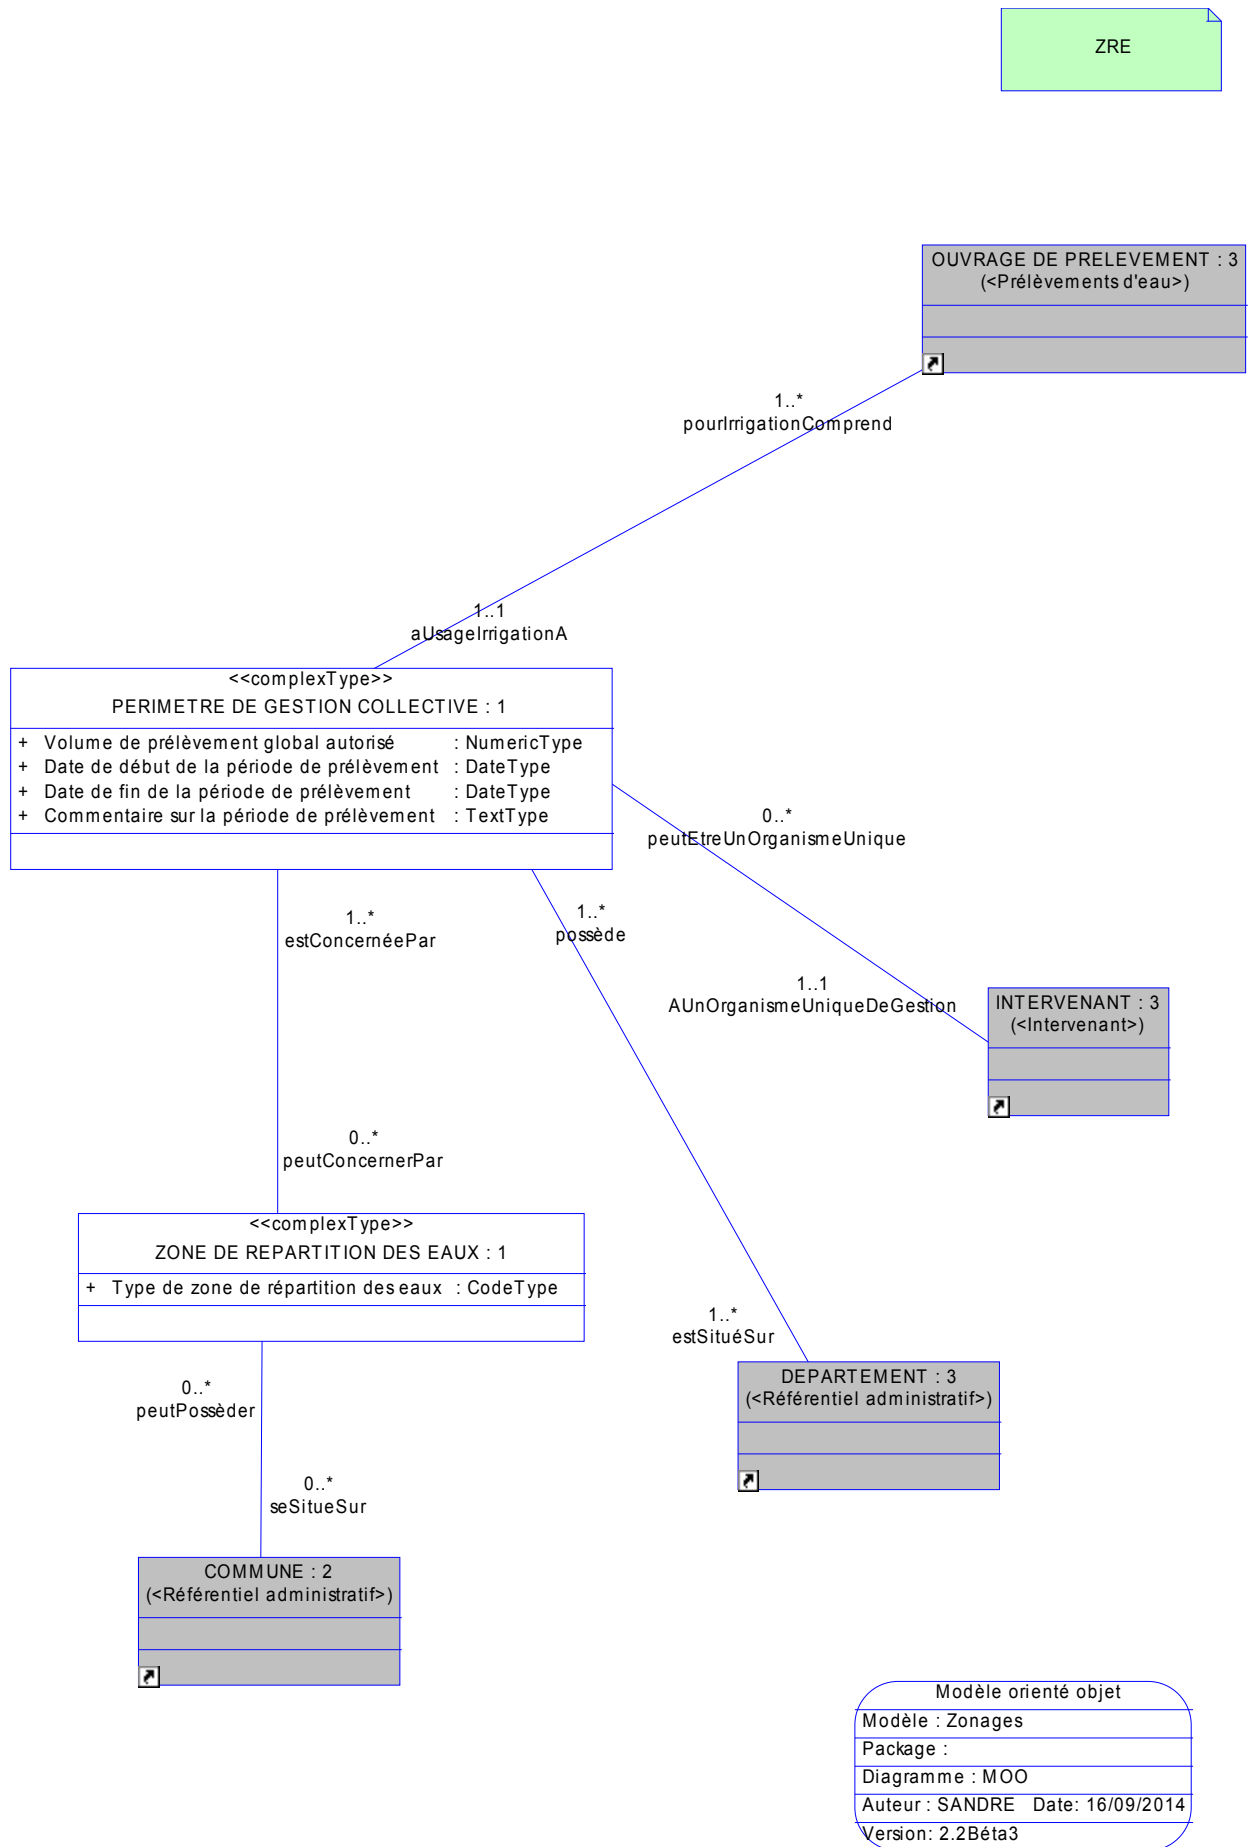 ZRE
OUVRAGE DE PRELEVEMENT : 3
(<Prélèvements d'eau>)
1..*
pourIrrigationComprend
1..1
aUsageIrrigationA
<<complexType>>
PERIMETRE DE GESTION COLLECTIVE : 1
+ Volume de prélèvement global autorisé : NumericType
+ Date de début de la période de prélèvement : DateType
+ Date de fin de la période de prélèvement : DateType
+ Commentaire sur la période de prélèvement : TextType
0..*
peutEtreUnOrganismeUnique
1..*
estConcernéePar
1..*
possède
1..1
AUnOrganismeUniqueDeGestion
INTERVENANT : 3
(<Intervenant>)
0..*
peutConcernerPar
<<complexType>>
ZONE DE REPARTITION DES EAUX : 1
+ Type de zone de répartition des eaux : CodeType
1..*
estSituéSur
DEPARTEMENT : 3
(<Référentiel administratif>)
0..*
peutPossèder
0..*
seSitueSur
COMMUNE : 2
(<Référentiel administratif>)
Modèle orienté objet
Modèle : Zonages
Package :
Diagramme : MOO
Auteur : SANDRE Date: 16/09/2014
Version: 2.2Béta3